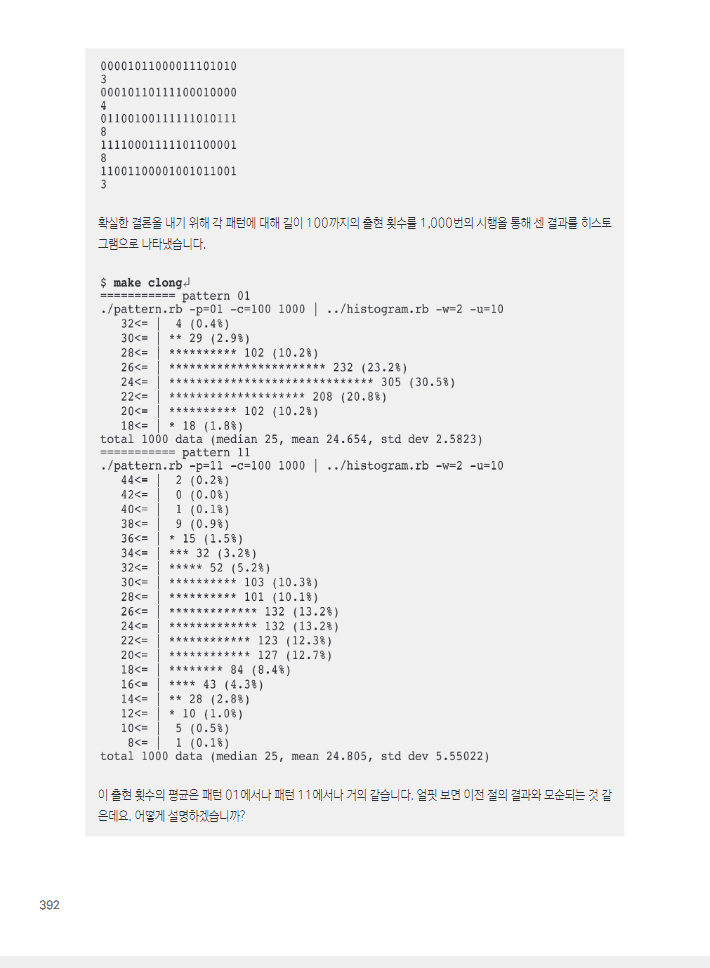 00001011000011101010
3
00010110111100010000
4
01100100111111010111
8
11110001111101100001
8
11001100001001011001
3
확실한 결론을 내기 위해 각 패턴에 대해 길이 100까지의 출현 횟수를 1,000번의 시행을 통해 센 결과를 히스토
그램으로 나타냈습니다.
$ make clong↵
=========== pattern 01
./pattern.rb -p=01 -c=100 1000 | ../histogram.rb -w=2 -u=10
32<= | 4 (0.4%)
30<= | ** 29 (2.9%)
28<= | ********** 102 (10.2%)
26<= | *********************** 232 (23.2%)
24<= | ****************************** 305 (30.5%)
22<= | ******************** 208 (20.8%)
20<= | ********** 102 (10.2%)
18<= | * 18 (1.8%)
total 1000 data (median 25, mean 24.654, std dev 2.5823)
=========== pattern 11
./pattern.rb -p=11 -c=100 1000 | ../histogram.rb -w=2 -u=10
44<= | 2 (0.2%)
42<= | 0 (0.0%)
40<= | 1 (0.1%)
38<= | 9 (0.9%)
36<= | * 15 (1.5%)
34<= | *** 32 (3.2%)
32<= | ***** 52 (5.2%)
30<= | ********** 103 (10.3%)
28<= | ********** 101 (10.1%)
26<= | ************* 132 (13.2%)
24<= | ************* 132 (13.2%)
22<= | ************ 123 (12.3%)
20<= | ************ 127 (12.7%)
18<= | ******** 84 (8.4%)
16<= | **** 43 (4.3%)
14<= | ** 28 (2.8%)
12<= | * 10 (1.0%)
10<= | 5 (0.5%)
8<= | 1 (0.1%)
total 1000 data (median 25, mean 24.805, std dev 5.55022)
이 출현 횟수의 평균은 패턴 01에서나 패턴 11에서나 거의 같습니다. 얼핏 보면 이전 절의 결과와 모순되는 것 같
은데요. 어떻게 설명하겠습니까?
392